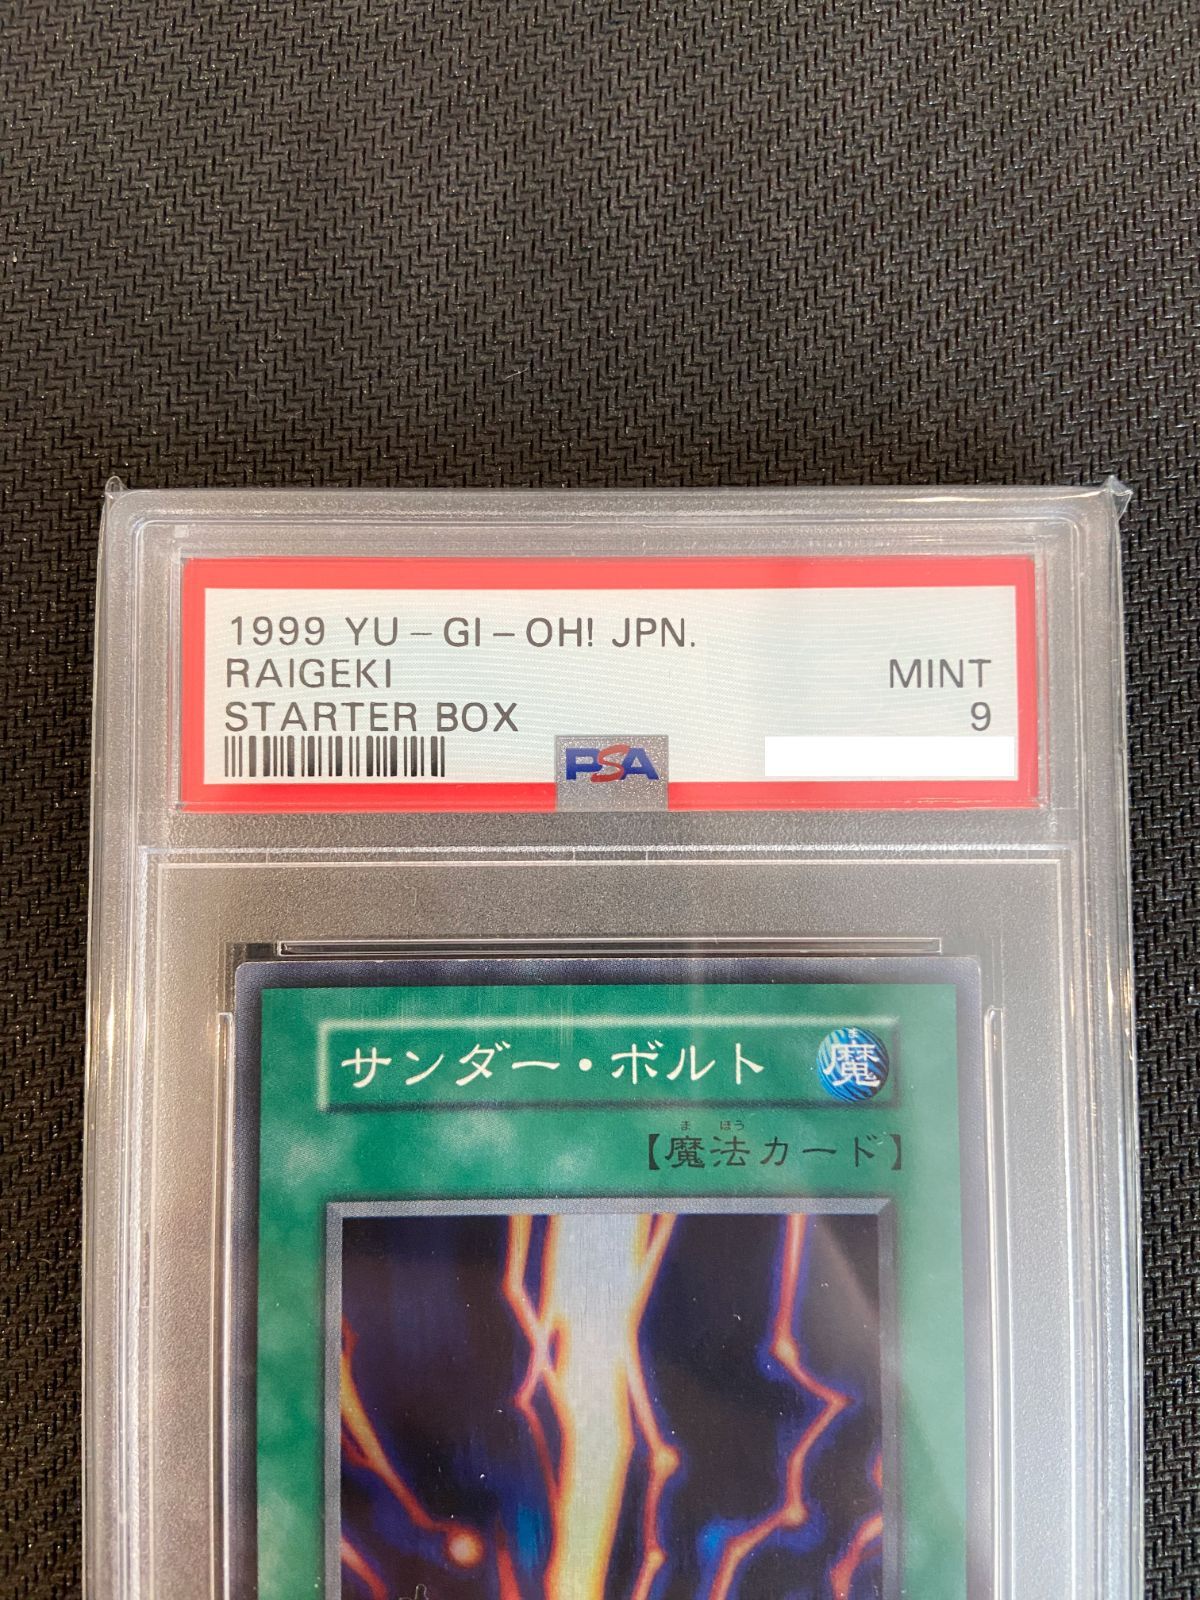 1999 YU-GI-OH! JPN.
RAIGEKI
MINT
STARTER BOX
9
PSA
サンダー・ボルト
ま
魔
ま ほう
【魔法カード】